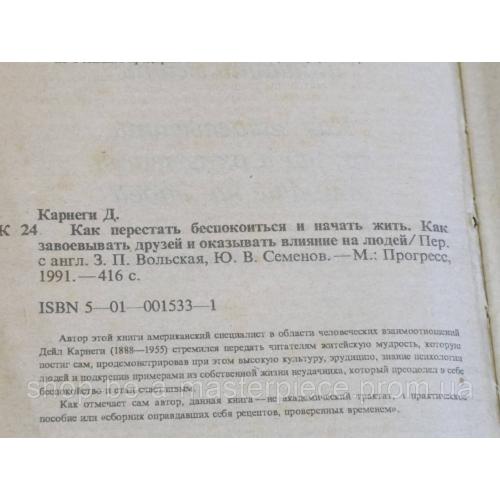 Карнеги Д.
К 24 Как перестать беспокоиться и начать жить. Как
завоевывать друзей и оказывать влияние на людей/Пер.
с англ. З. П. Вольская, Ю. В. Семенов.—М.: Прогресс,
1991.—416 с.
ISBN 5—01—001533—1
Автор этой книги американский специалист в области человеческих взаимоотношений
Дейл Карнеги (1888—1955) стремился передать читателям житейскую мудрость, которую
постиг сам, продемонстрировав при этом высокую культуру, эрудицию, знание психологии
людей и подкрепив примерами из собственной жизни неудачника, который преодолел в себе
беспокойство и стал счастливым.
Как отмечает сам автор, данная книга—не академический трактат, а практическое
пособие или «сборник оправдавших себя рецептов, проверенных временем».